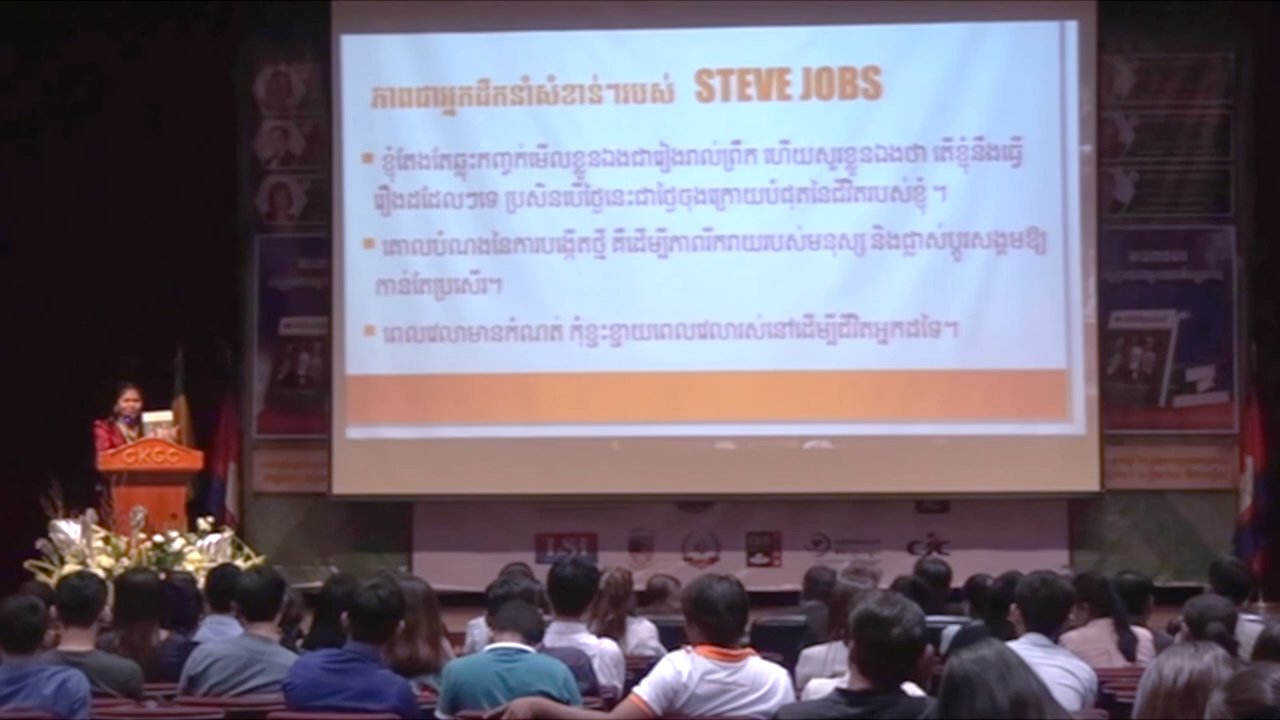 ភាពជាអ្នកដឹកនាំសំខាន់ៗរបស់ STEVE JOBS
ខ្ញុំតែងតែឆ្លុះកញ្ចក់មើលខ្លួនឯងជារៀងរាល់ព្រឹក ហើយសួរខ្លួនឯងថា តើខ្ញុំនឹងធ្វើ
រឿងដដែលៗទេ ប្រសិនបើថ្ងៃនេះជាថ្ងៃចុងក្រោយបំផុតនៃជីវិតរបស់ខ្ញុំ ។
គោលបំណងនៃការបង្កើតថ្មី គឺដើម្បីភាពរីករាយរបស់មនុស្ស និងផ្លាស់ប្តូរសង្គមឱ្យ
កាន់តែប្រសើរ។
ពេលវេលាមានកំណត់ កុំខ្ជះខ្ជាយពេលវេលារស់នៅដើម្បីជីវិតអ្នកដទៃ។
CKCC
LSI
CJC